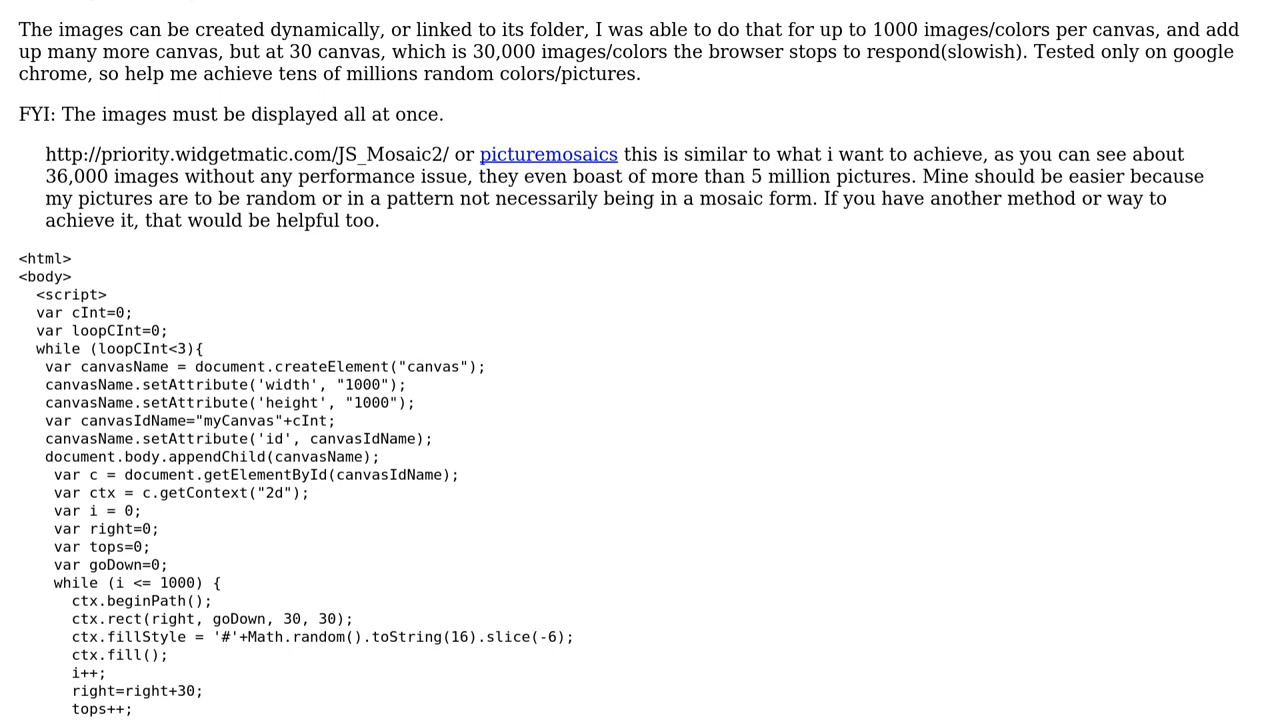 The images can be created dynamically, or linked to its folder, I was able to do that for up to 1000 images/colors per canvas, and add
up many more canvas, but at 30 canvas, which is 30,000 images/colors the browser stops to respond(slowish). Tested only on google
chrome, so help me achieve tens of millions random colors/pictures.
FYI: The images must be displayed all at once.
http://priority.widgetmatic.com/JS_Mosaic2/ or picturemosaics this is similar to what i want to achieve, as you can see about
36,000 images without any performance issue, they even boast of more than 5 million pictures. Mine should be easier because
my pictures are to be random or in a pattern not necessarily being in a mosaic form. If you have another method or way to
achieve it, that would be helpful too.
<html>
<body>
<script>
var cInt=0;
var loopCInt=0;
while (loopCInt<3){
var canvasName = document.createElement("canvas");
canvasName.setAttribute('width', "1000");
canvasName.setAttribute('height', "1000");
var canvasIdName="myCanvas"+cInt;
canvasName.setAttribute('id', canvasIdName);
document.body.appendChild(canvasName);
var c = document.getElementById(canvasIdName);
var ctx = c.getContext("2d");
var i = 0;
var right=0;
var tops=0;
var goDown=0;
while (i <= 1000) {
ctx.beginPath();
ctx.rect(right, goDown, 30, 30);
ctx.fillStyle = '#'+Math.random().toString(16).slice(-6);
ctx.fill();
i++;
right=right+30;
tops++;